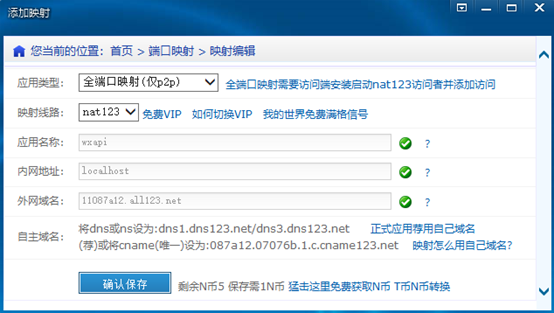 添加映射
您当前的位置：首页 > 端口映射 > 映射编辑
应用类型： 全端口映射(仅p2p) 全端口映射需要访问端安装启动nat123访问者并添加访问
映射线路： nat123 免费VIP 如何切换VIP 我的世界免费满格信号
应用名称： wxapi ?
内网地址： localhost ?
外网域名： 11087a12.all123.net ?
自主域名： 将dns或ns设为:dns1.dns123.net/dns3.dns123.net 正式应用荐用自己域名
(荐)或将cname(唯一)设为:087a12.07076b.1.c.cname123.net 映射怎么用自己域名?
确认保存 剩余N币5 保存需1N币 猛击这里免费获取N币 T币N币转换